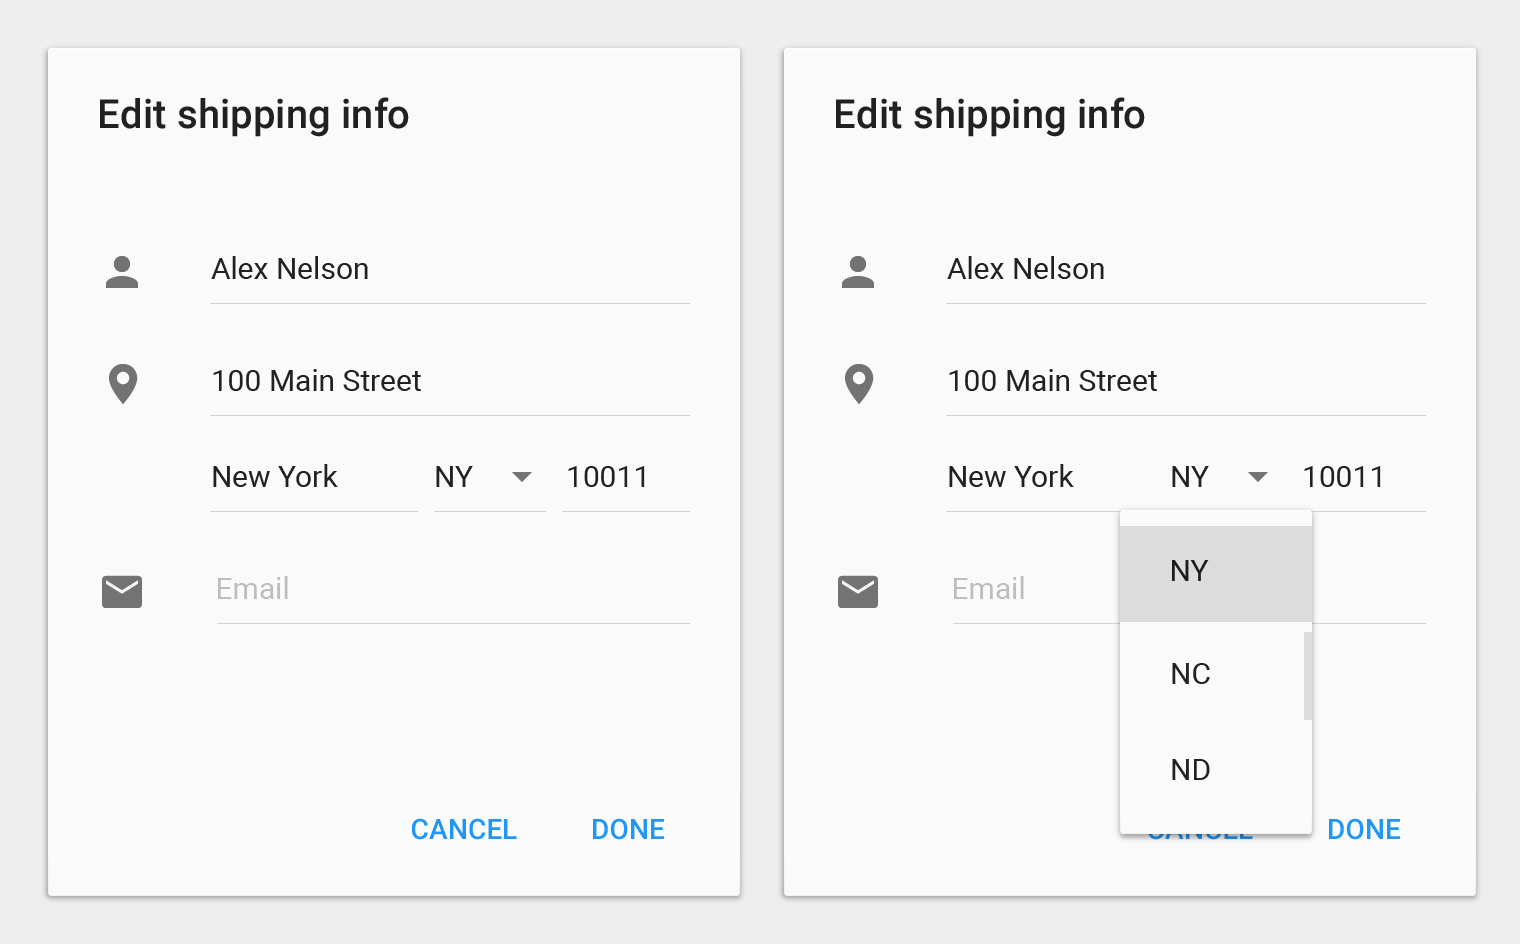 Edit shipping info
Alex Nelson
100 Main Street
New York NY 10011
Email
CANCEL DONE
Edit shipping info
Alex Nelson
100 Main Street
New York NY 10011
Email
NY
NC
ND
CANCEL DONE